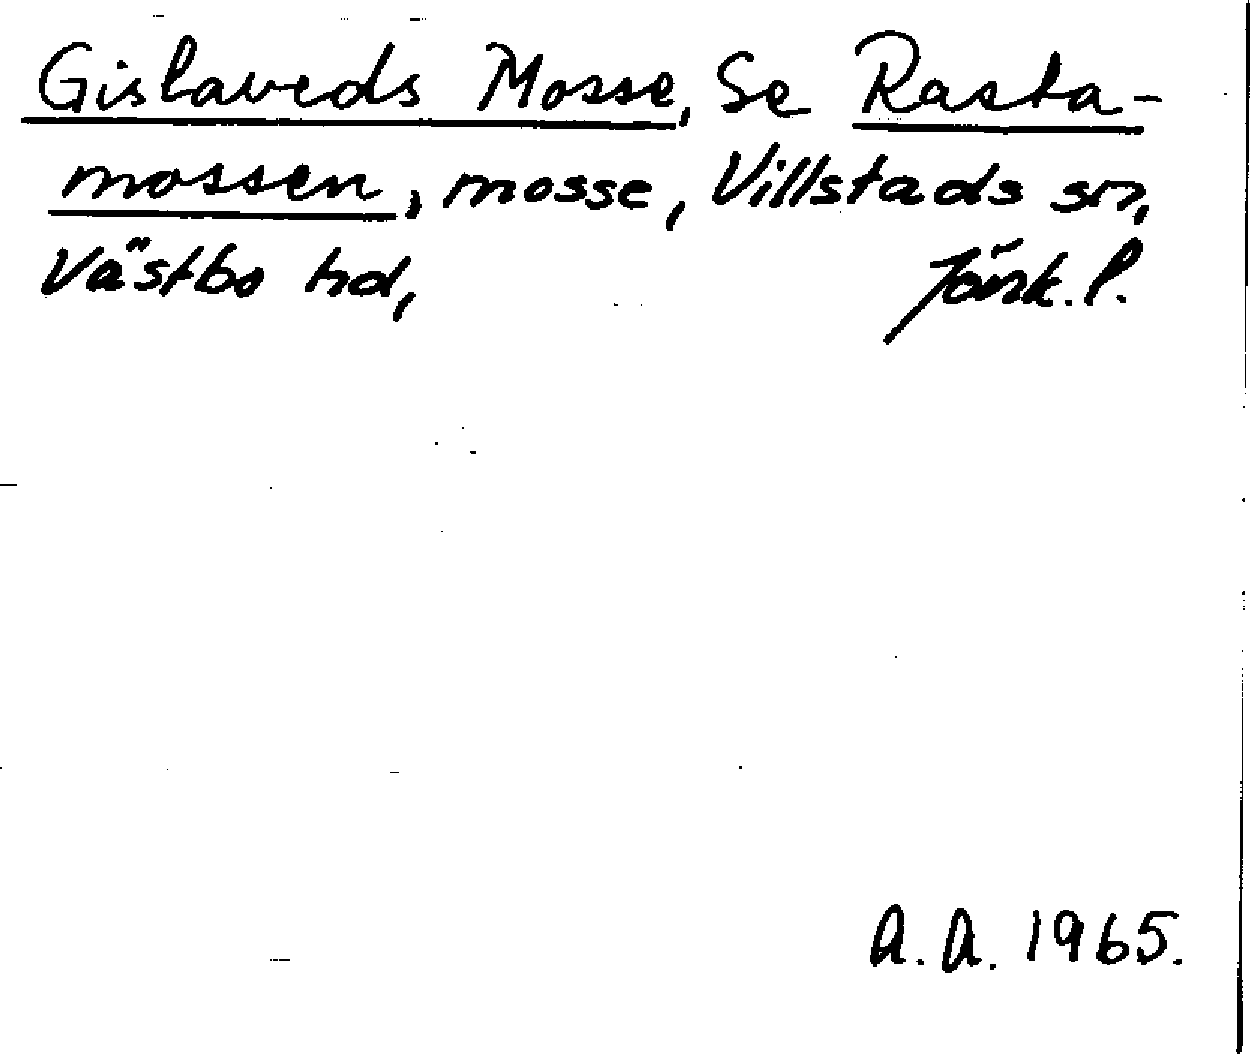 Gislaveds Mosse, Se Rasta-
mossen, mosse, Villstads sn,
Västbo hd, Jönk. l.
A. A. 1965.